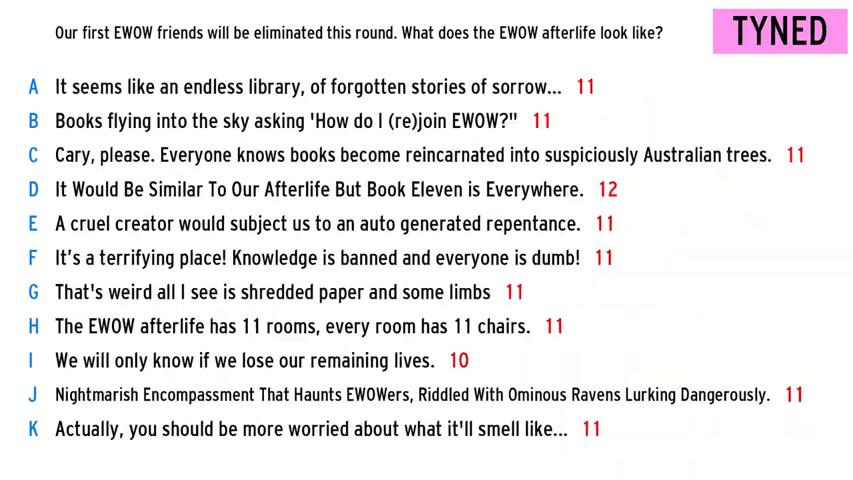 Our first EWOW friends will be eliminated this round. What does the EWOW afterlife look like?
TYNED
A It seems like an endless library, of forgotten stories of sorrow... 11
B Books flying into the sky asking 'How do I (re)join EWOW?" 11
C Cary, please. Everyone knows books become reincarnated into suspiciously Australian trees. 11
D It Would Be Similar To Our Afterlife But Book Eleven is Everywhere. 12
E A cruel creator would subject us to an auto generated repentance. 11
F It’s a terrifying place! Knowledge is banned and everyone is dumb! 11
G That's weird all I see is shredded paper and some limbs 11
H The EWOW afterlife has 11 rooms, every room has 11 chairs. 11
I We will only know if we lose our remaining lives. 10
J Nightmarish Encompassment That Haunts EWOWers, Riddled With Ominous Ravens Lurking Dangerously. 11
K Actually, you should be more worried about what it'll smell like... 11